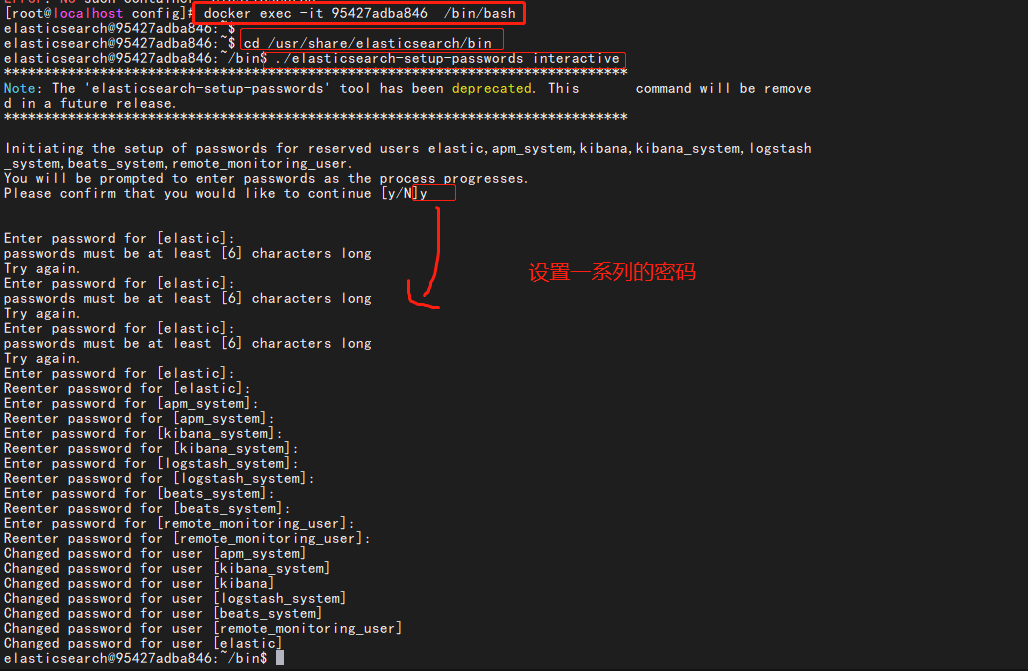 [root@localhost config]# docker exec -it 95427adba846  /bin/bash
elasticsearch@95427adba846:~$
elasticsearch@95427adba846:~$ cd /usr/share/elasticsearch/bin
elasticsearch@95427adba846:~/bin$ ./elasticsearch-setup-passwords interactive
******************************************************************************
Note: The 'elasticsearch-setup-passwords' tool has been deprecated. This       command will be remove
d in a future release.
******************************************************************************
Initiating the setup of passwords for reserved users elastic,apm_system,kibana,kibana_system,logstash
_system,beats_system,remote_monitoring_user.
You will be prompted to enter passwords as the process progresses.
Please confirm that you would like to continue [y/N]y
Enter password for [elastic]:
passwords must be at least [6] characters long
Try again.
设置一系列的密码
Enter password for [elastic]:
passwords must be at least [6] characters long
Try again.
Enter password for [elastic]:
passwords must be at least [6] characters long
Try again.
Enter password for [elastic]:
Reenter password for [elastic]:
Enter password for [apm_system]:
Reenter password for [apm_system]:
Enter password for [kibana_system]:
Reenter password for [kibana_system]:
Enter password for [logstash_system]:
Reenter password for [logstash_system]:
Enter password for [beats_system]:
Reenter password for [beats_system]:
Enter password for [remote_monitoring_user]:
Reenter password for [remote_monitoring_user]:
Changed password for user [apm_system]
Changed password for user [kibana_system]
Changed password for user [kibana]
Changed password for user [logstash_system]
Changed password for user [beats_system]
Changed password for user [remote_monitoring_user]
Changed password for user [elastic]
elasticsearch@95427adba846:~/bin$